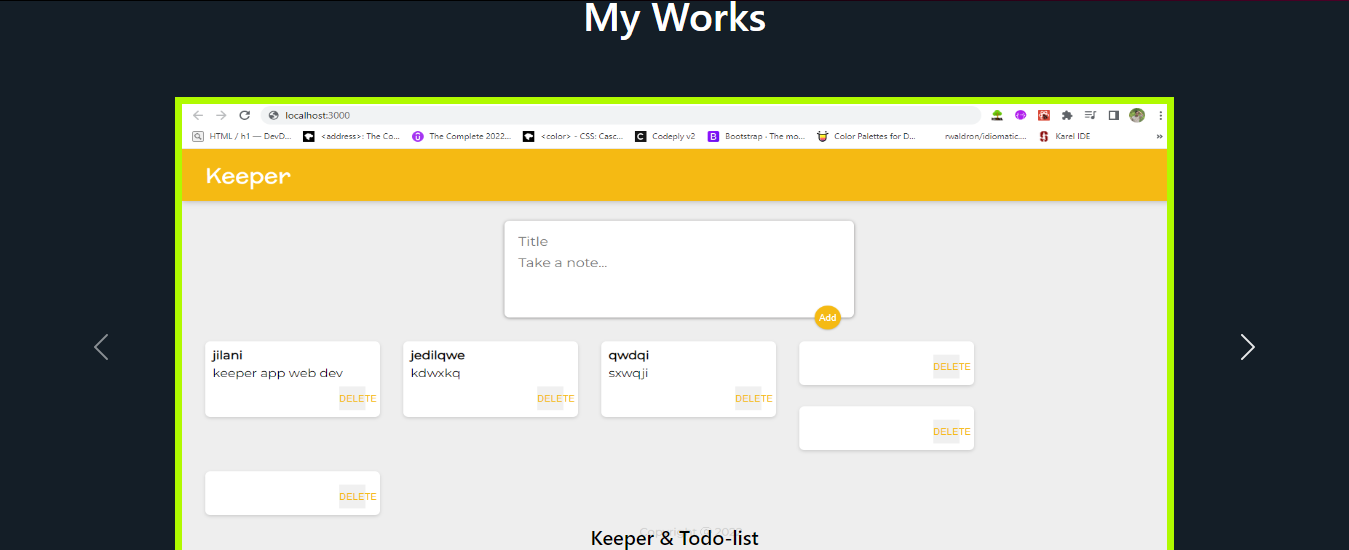 My Works
localhost:3000
HTML / h1 — DevD...
<address>: The Co...
The Complete 2022...
<color> - CSS: Casc...
Codeply v2
Bootstrap · The mo...
Color Palettes for D...
rwaldron/idiomatic....
Karel IDE
»
Keeper
Title
Take a note...
Add
jilani
keeper app web dev
DELETE
jedilqwe
kdwxkq
DELETE
qwdqi
sxwqji
DELETE
DELETE
DELETE
DELETE
Copyright ©
Keeper & Todo-list